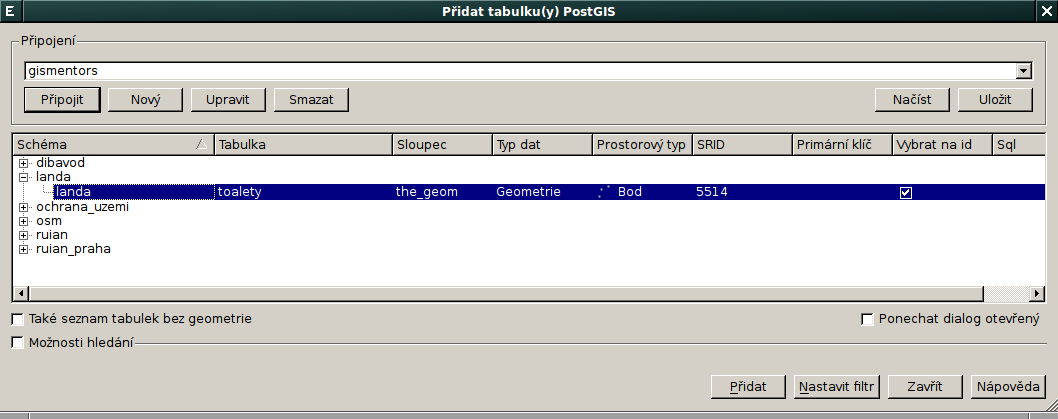 Přidat tabulku(y) PostGIS
Připojení
gismentors
Připojit Nový Upravit Smazat Načíst Uložit
Schéma Tabulka Sloupec Typ dat Prostorový typ SRID Primární klíč Vybrat na id Sql
dibavod
landa
landa toalety the_geom Geometrie Bod 5514
ochrana_uzemi
osm
ruian
ruian_praha
Také seznam tabulek bez geometrie Ponechat dialog otevřený
Možnosti hledání
Přidat Nastavit filtr Zavřít Nápověda